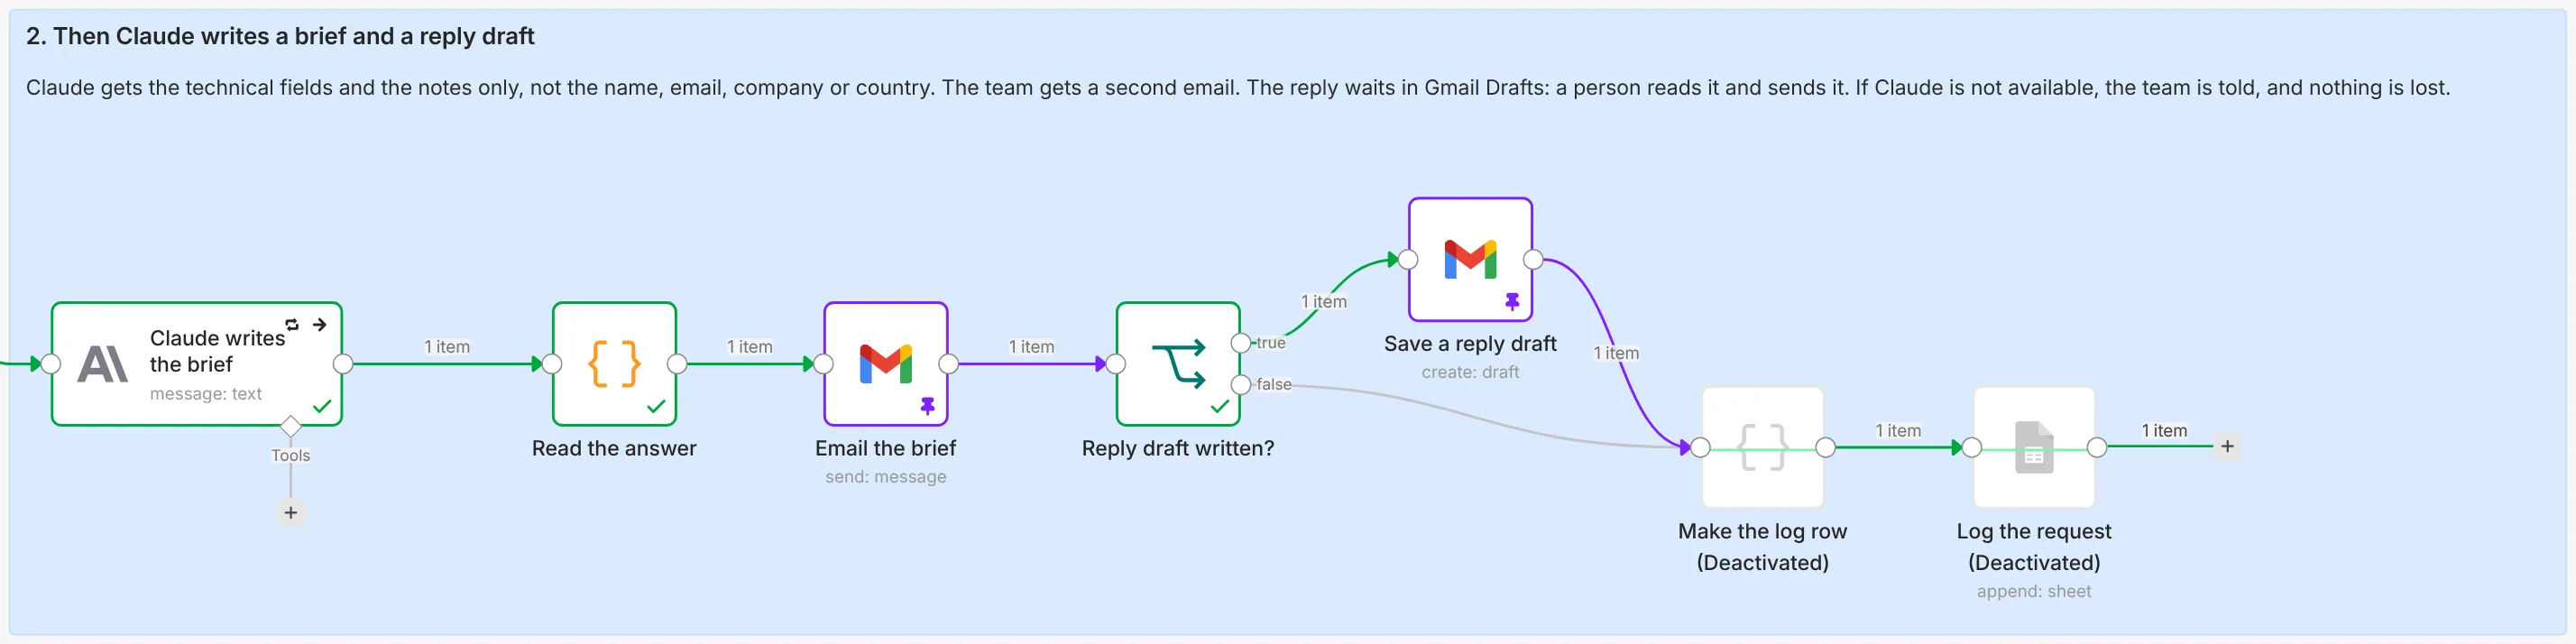 2. Then Claude writes a brief and a reply draft
Claude gets the technical fields and the notes only, not the name, email, company or country. The team gets a second email. The reply waits in Gmail Drafts: a person reads it and sends it. If Claude is not available, the team is told, and nothing is lost.
Claude writes
the brief
message: text
Tools
1 item
Read the answer
1 item
Email the brief
send: message
1 item
Reply draft written?
true
false
1 item
Save a reply draft
create: draft
1 item
Make the log row
(Deactivated)
1 item
Log the request
(Deactivated)
append: sheet
1 item